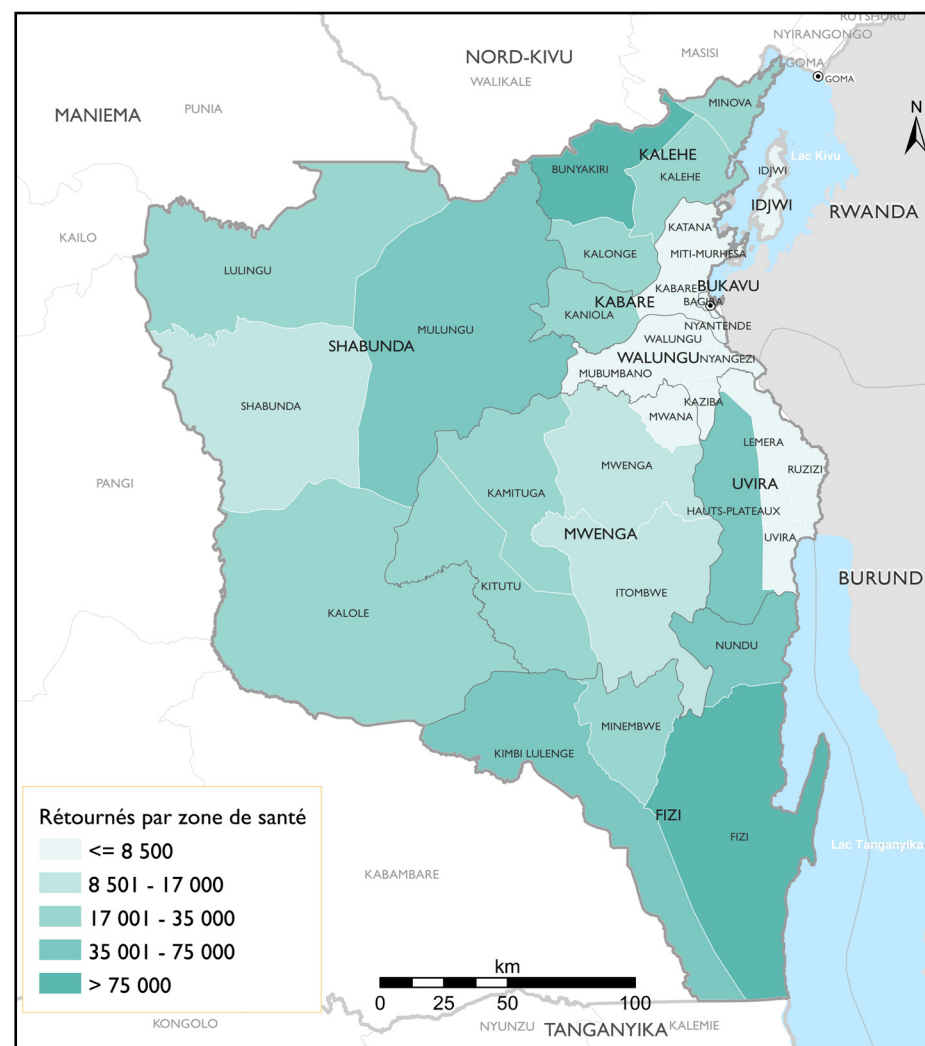 RUTSHURU
NYIRANGONGO
NORD-KIVU
MASISI
WALIKALE
GOMA
GOMA
MANIEMA
PUNIA
MINOVA
N
KALEHE
Lac Kivu
BUNYAKIRI
KALEHE
IDJWI
IDJWI
RWANDA
KATANA
KAILO
KALONGE
MITI-MURHESA
LULINGU
KABARE
BUKAVU
KABARE
BAGIRA
KANIOLA
MULUNGU
NYANTENDE
SHABUNDA
WALUNGU
WALUNGU
NYANGEZI
MUBUMBANO
SHABUNDA
KAZIBA
MWANA
LEMERA
MWENGA
RUZIZI
PANGI
UVIRA
KAMITUGA
HAUTS-PLATEAUX
MWENGA
UVIRA
BURUND
KITUTU
ITOMBWE
KALOLE
NUNDU
MINEMBWE
KIMBI LULENGE
FIZI
FIZI
Lac Tanganyika
KABAMBARE
Rétournés par zone de santé
<= 8 500
8 501 - 17 000
17 001 - 35 000
35 001 - 75 000
> 75 000
km
0 25 50 100
KONGOLO
NYUNZU
TANGANYIKA
KALEMIE